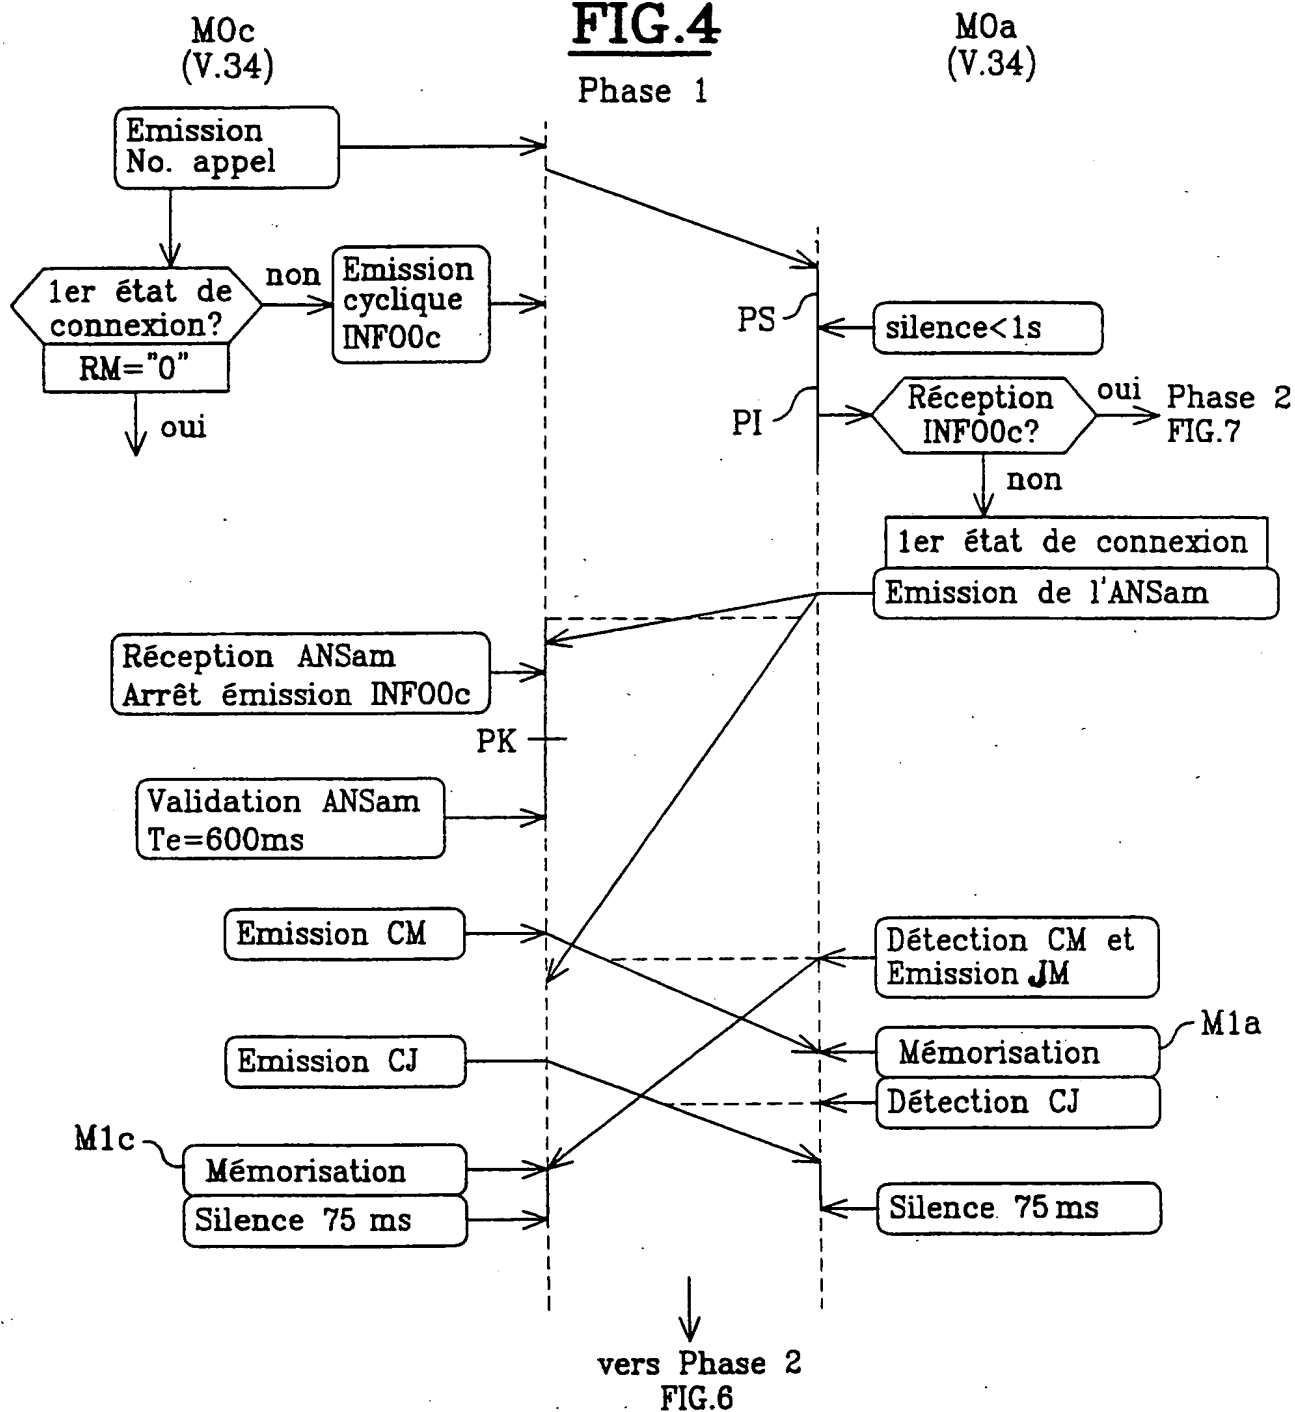 FIG.4
Phase 1
MOc
(V.34)
MOa
(V.34)
Emission
No. appel
1er état de
connexion?
RM="0"
non
oui
Emission
cyclique
INFO0c
PS
silence<1s
PI
Réception
INFO0c?
oui
Phase 2
FIG.7
non
1er état de connexion
Emission de l'ANSam
Réception ANSam
Arrêt émission INFO0c
PK
Validation ANSam
Te=600ms
Emission CM
Détection CM et
Emission JM
M1a
Mémorisation
Emission CJ
Détection CJ
M1c
Mémorisation
Silence 75 ms
Silence 75 ms
vers Phase 2
FIG.6